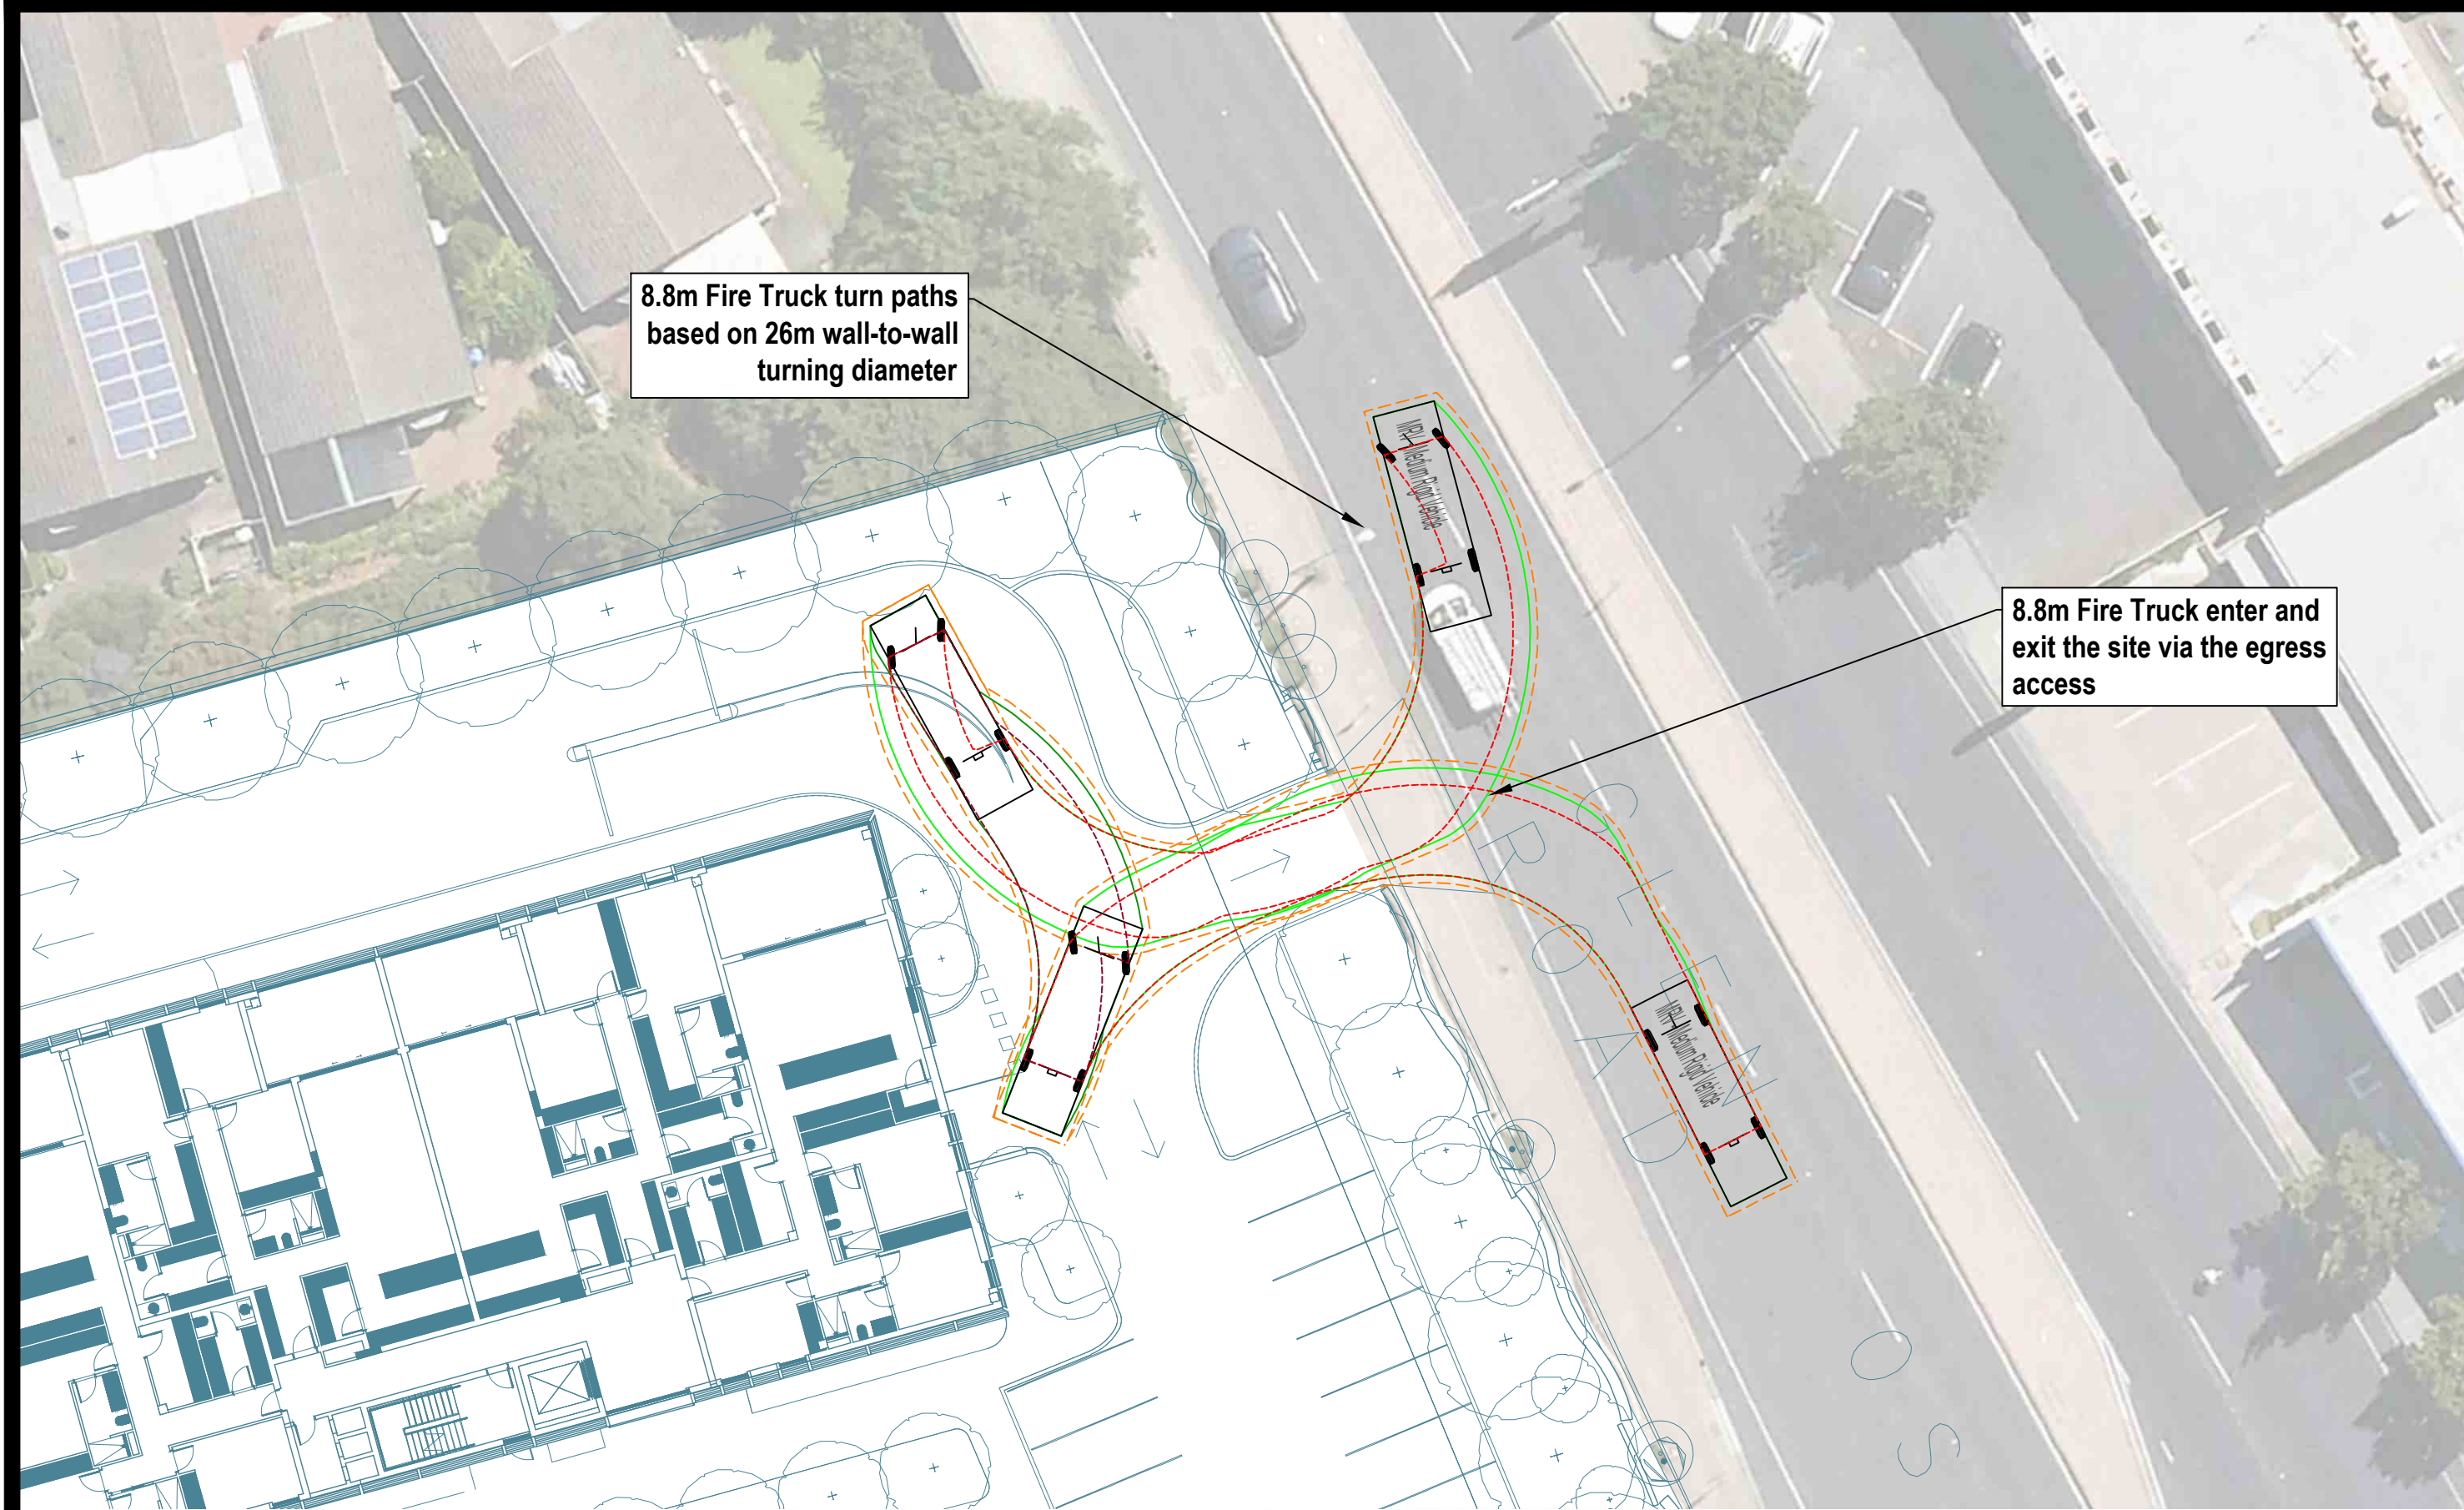 8.8m Fire Truck turn paths
based on 26m wall-to-wall
turning diameter
MRV - Medium Rigid Vehicle
8.8m Fire Truck enter and
exit the site via the egress
access
MRV - Medium Rigid Vehicle
ROAD